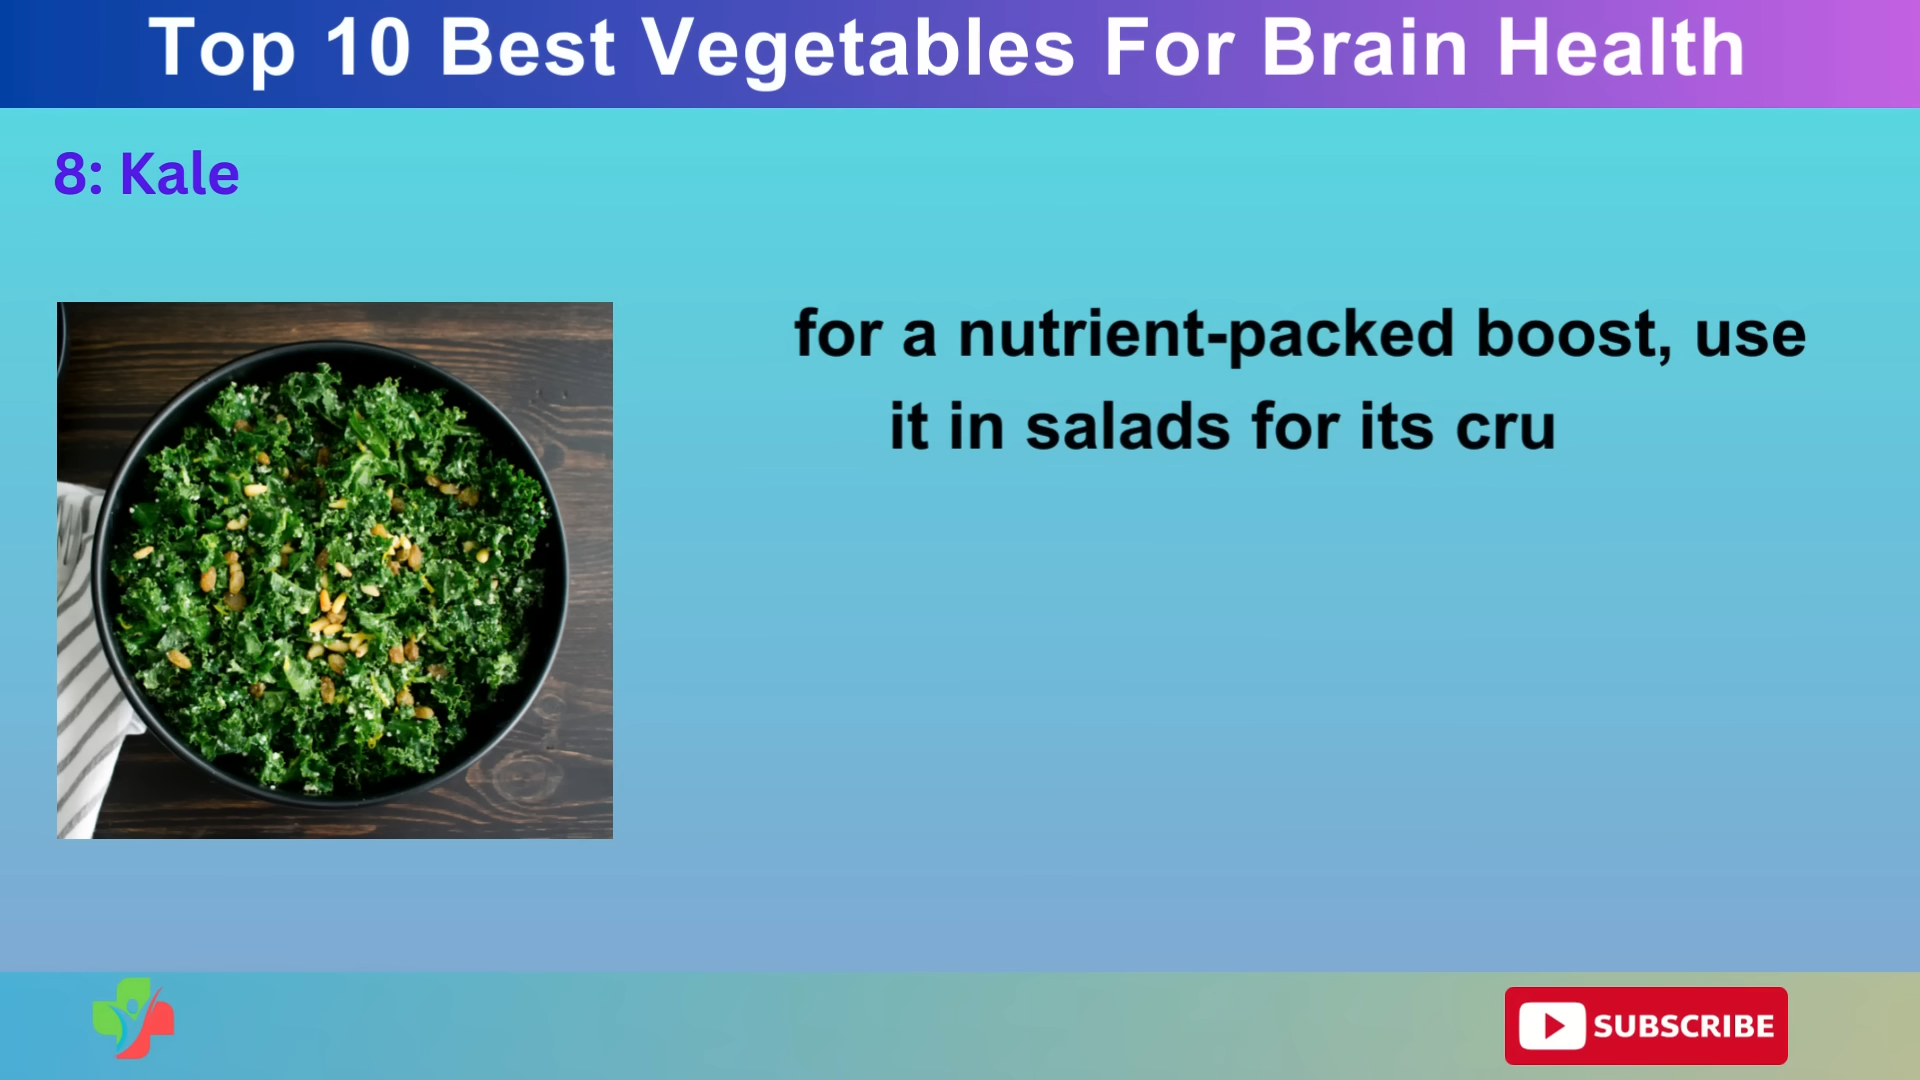 Top 10 Best Vegetables For Brain Health
8: Kale
for a nutrient-packed boost, use
it in salads for its cru
SUBSCRIBE